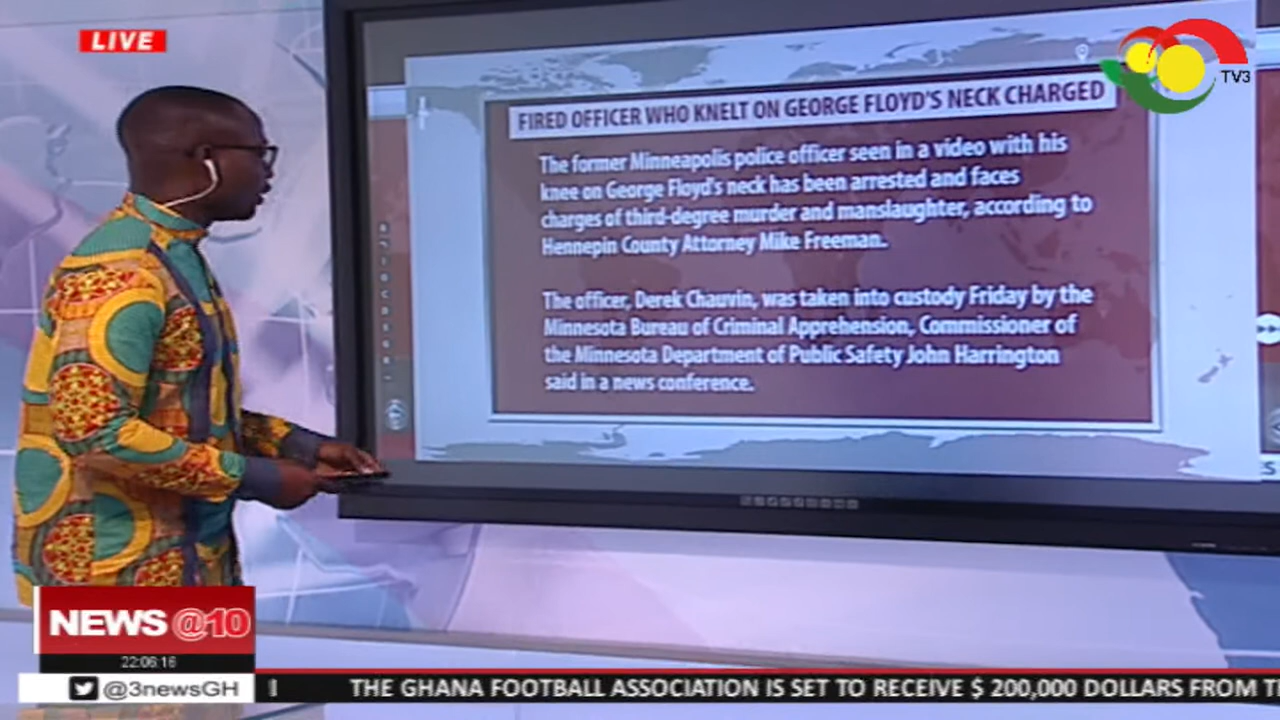 LIVE
TV3
FIRED OFFICER WHO KNELT ON GEORGE FLOYD'S NECK CHARGED
The former Minneapolis police officer seen in a video with his
knee on George Floyd's neck has been arrested and faces
charges of third-degree murder and manslaughter, according to
Hennepin County Attorney Mike Freeman.
The officer, Derek Chauvin, was taken into custody Friday by the
Minnesota Bureau of Criminal Apprehension, Commissioner of
the Minnesota Department of Public Safety John Harrington
said in a news conference.
NEWS @10
22:06:16
@3newsGH
THE GHANA FOOTBALL ASSOCIATION IS SET TO RECEIVE $ 200,000 DOLLARS FROM